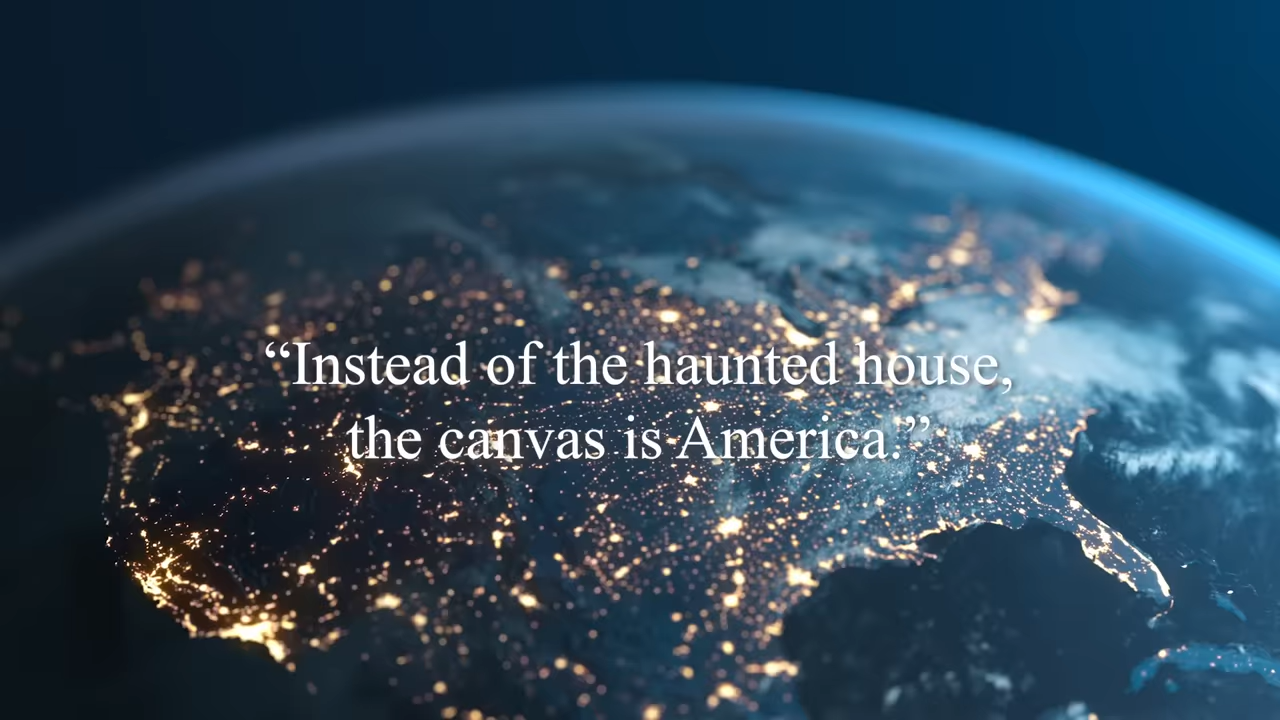 “Instead of the haunted house,
the canvas is America.”